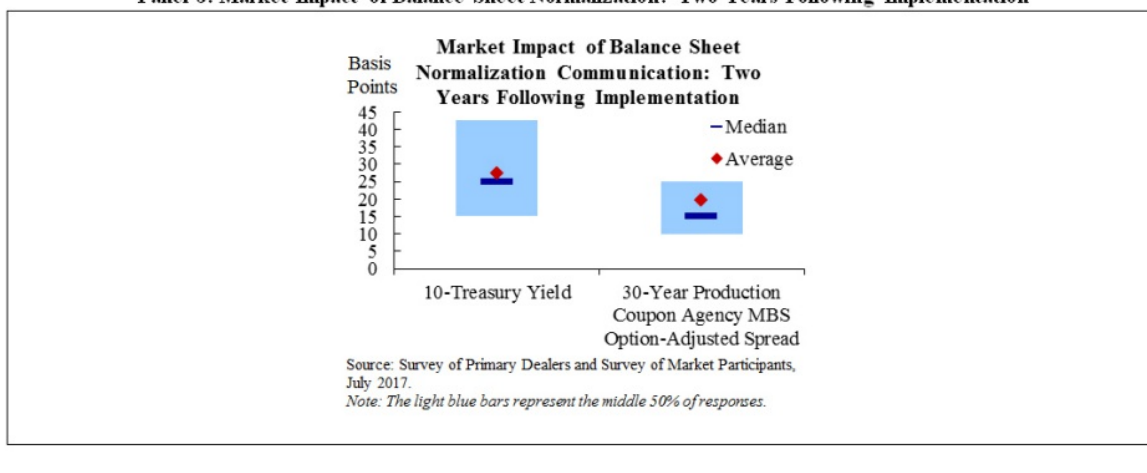 Market Impact of Balance Sheet
Normalization Communication: Two
Years Following Implementation
Basis
Points
45
40
35
30
25
20
15
10
5
0
Median
Average
10-Treasury Yield
30-Year Production
Coupon Agency MBS
Option-Adjusted Spread
Source: Survey of Primary Dealers and Survey of Market Participants,
July 2017.
Note: The light blue bars represent the middle 50% of responses.